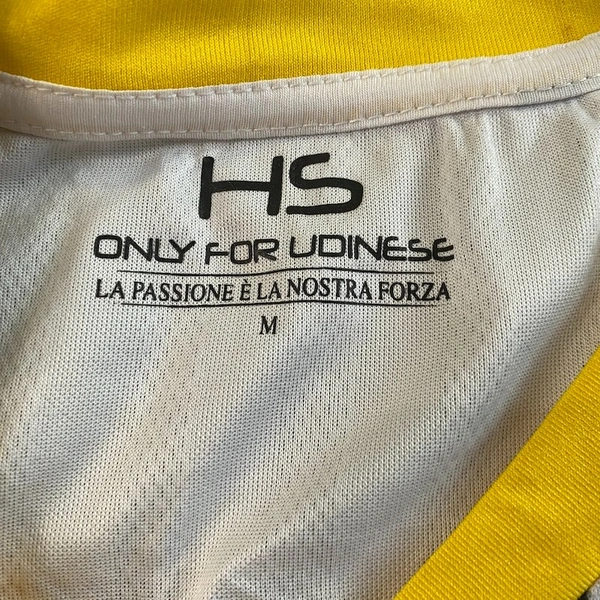 HS
ONLY FOR UDINESE
LA PASSIONE È LA NOSTRA FORZA
M